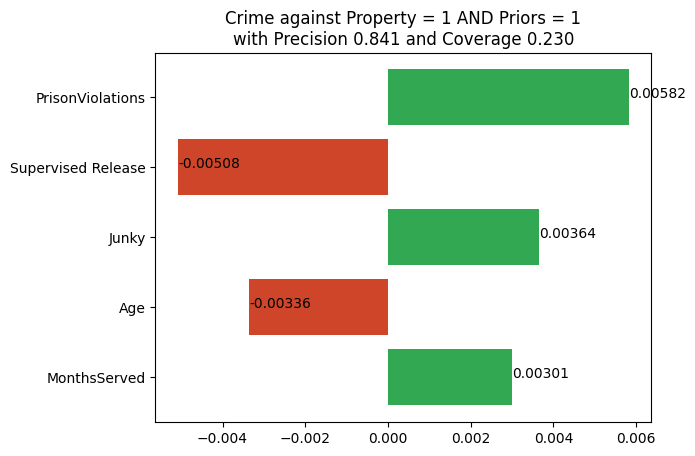 Crime against Property = 1 AND Priors = 1
with Precision 0.841 and Coverage 0.230
PrisonViolations
0.00582
Supervised Release
-0.00508
Junky
0.00364
Age
-0.00336
MonthsServed
0.00301
−0.004
−0.002
0.000
0.002
0.004
0.006